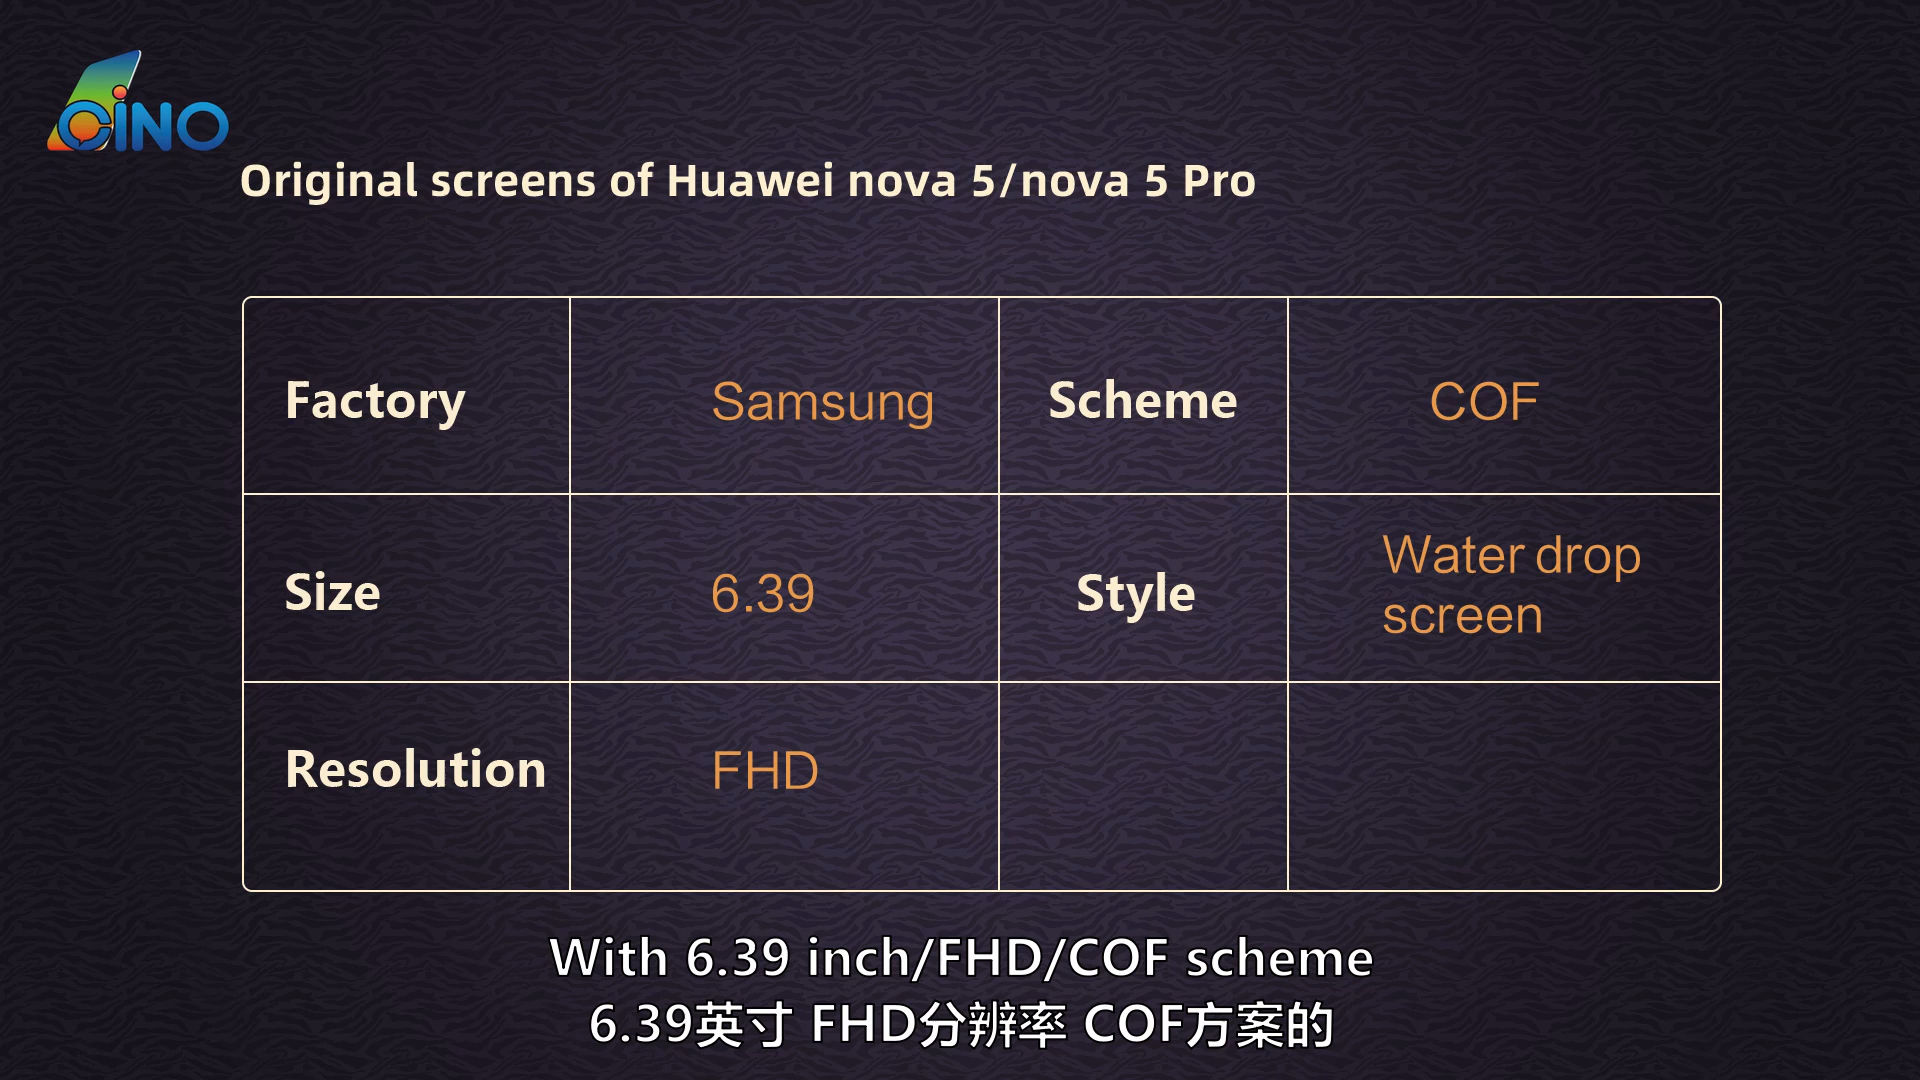 CINO
Original screens of Huawei nova 5/nova 5 Pro
Factory
Samsung
Scheme
COF
Size
6.39
Style
Water drop
screen
Resolution
FHD
With 6.39 inch/FHD/COF scheme
6.39英寸 FHD分辨率 COF方案的